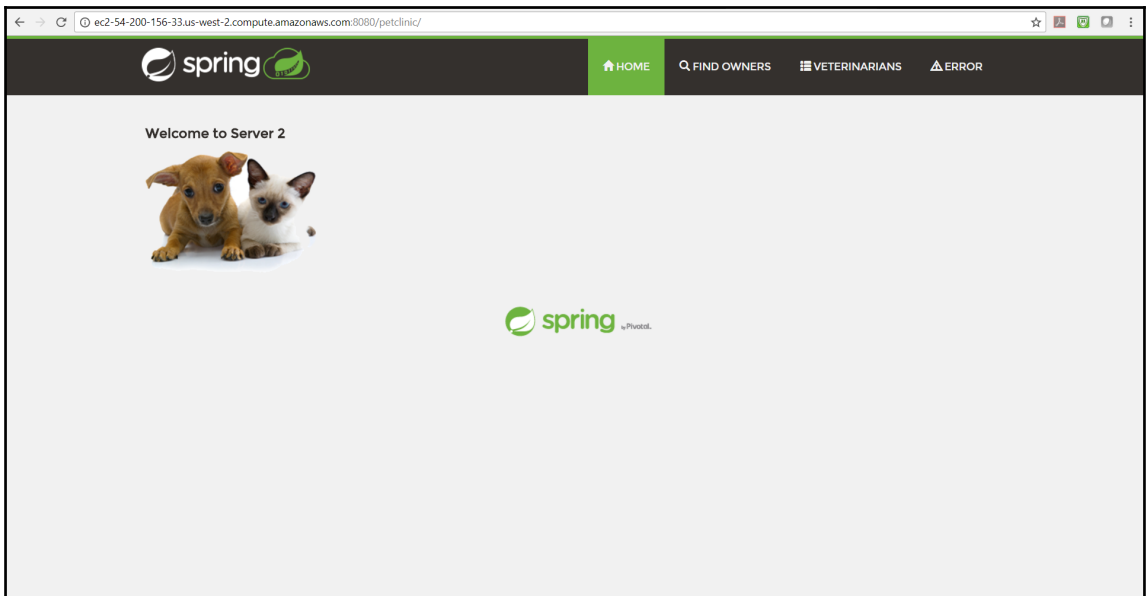 ec2-54-200-156-33.us-west-2.compute.amazonaws.com:8080/petclinic/
spring
HOME FIND OWNERS VETERINARIANS ERROR
Welcome to Server 2
spring by Pivotal.